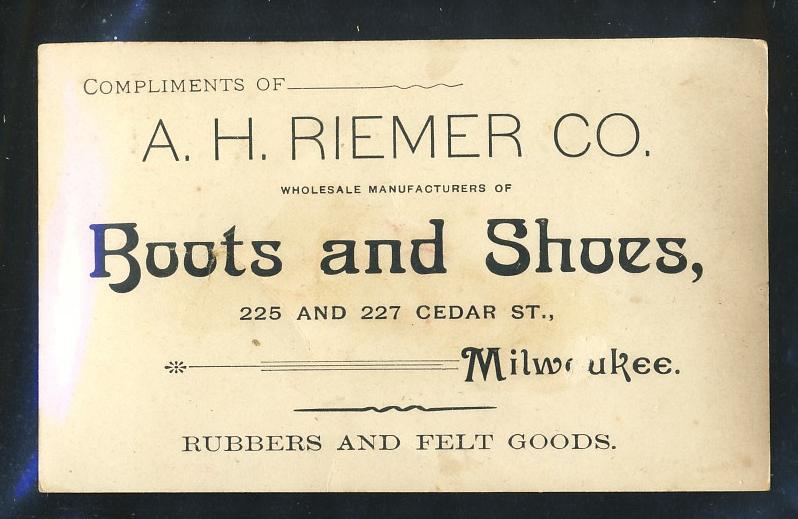 COMPLIMENTS OF
A. H. RIEMER CO.
WHOLESALE MANUFACTURERS OF
Boots and Shoes,
225 AND 227 CEDAR ST.,
Milwaukee.
RUBBERS AND FELT GOODS.